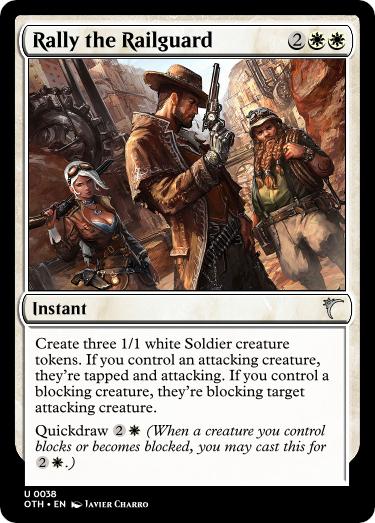 Rally the Railguard 2
Instant
Create three 1/1 white Soldier creature
tokens. If you control an attacking creature,
they're tapped and attacking. If you control a
blocking creature, they're blocking target
attacking creature.
Quickdraw 2 (When a creature you control
blocks or becomes blocked, you may cast this for
2 .)
U 0038
OTH • EN Javier Charro